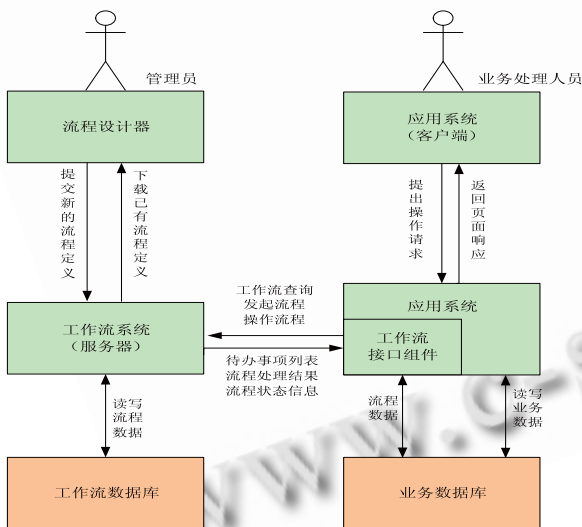 管理员
业务处理人员
流程设计器
应用系统
（客户端）
提交新的流程定义
下载已有流程定义
提出操作请求
返回页面响应
工作流查询
发起流程
操作流程
工作流系统
（服务器）
应用系统
工作流
接口组件
待办事项列表
流程处理结果
流程状态信息
读写
流程
数据
流程
数据
读写
业务
数据
工作流数据库
业务数据库